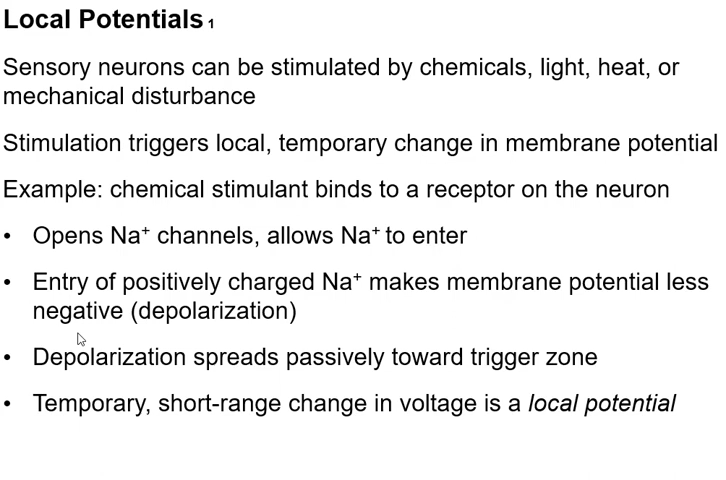 Local Potentials 1
Sensory neurons can be stimulated by chemicals, light, heat, or
mechanical disturbance
Stimulation triggers local, temporary change in membrane potential
Example: chemical stimulant binds to a receptor on the neuron
• Opens Na⁺ channels, allows Na⁺ to enter
• Entry of positively charged Na⁺ makes membrane potential less
negative (depolarization)
• Depolarization spreads passively toward trigger zone
• Temporary, short-range change in voltage is a local potential